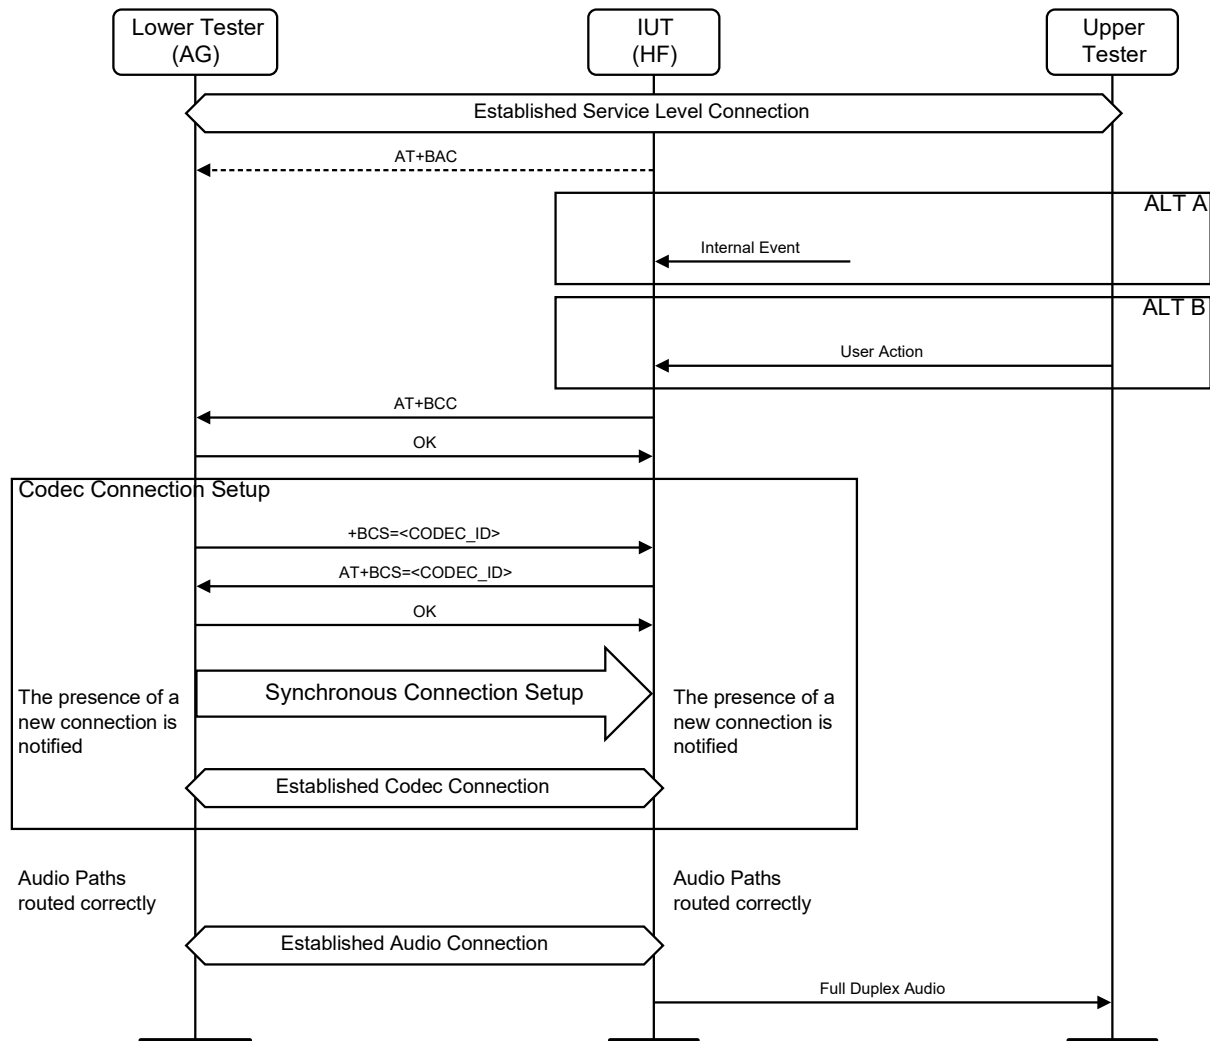 Lower Tester
(AG)
IUT
(HF)
Upper
Tester
Established Service Level Connection
AT+BAC
ALT A
Internal Event
ALT B
User Action
AT+BCC
OK
Codec Connection Setup
+BCS=<CODEC_ID>
AT+BCS=<CODEC_ID>
OK
Synchronous Connection Setup
The presence of a
new connection is
notified
The presence of a
new connection is
notified
Established Codec Connection
Audio Paths
routed correctly
Audio Paths
routed correctly
Established Audio Connection
Full Duplex Audio